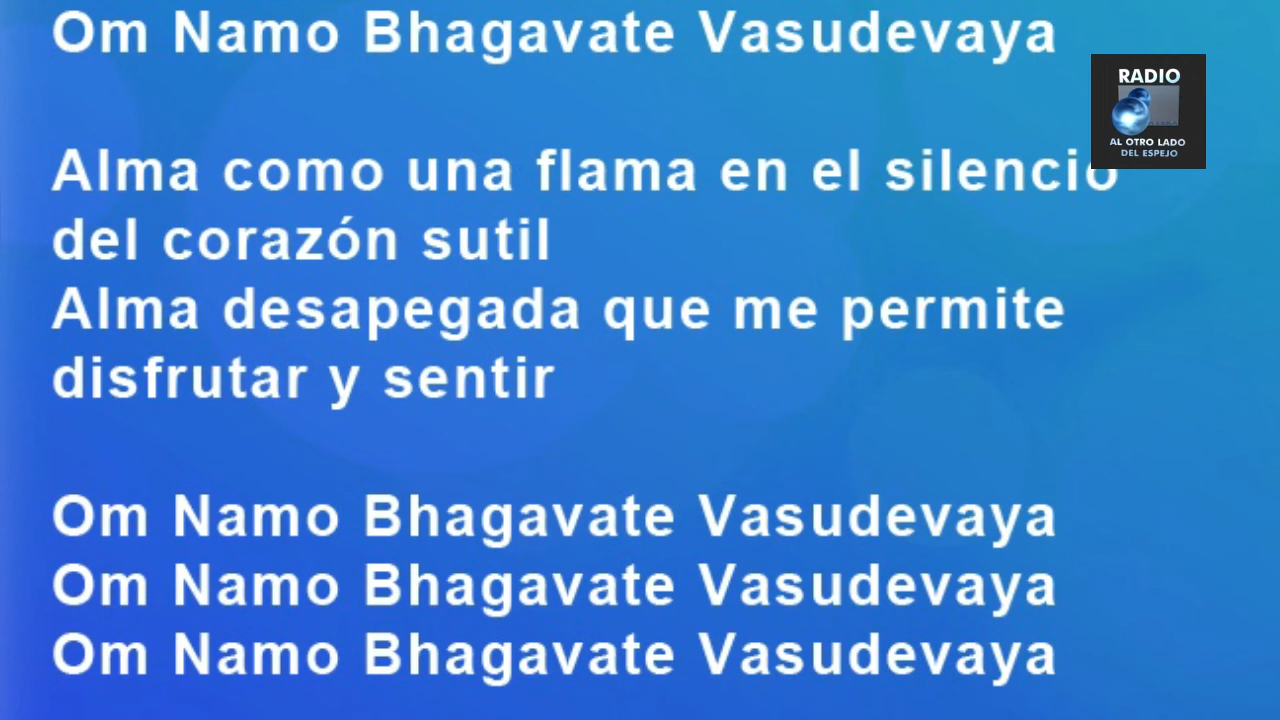 Om Namo Bhagavate Vasudevaya
RADIO
AL OTRO LADO
DEL ESPEJO
Alma como una flama en el silencio
del corazón sutil
Alma desapegada que me permite
disfrutar y sentir
Om Namo Bhagavate Vasudevaya
Om Namo Bhagavate Vasudevaya
Om Namo Bhagavate Vasudevaya